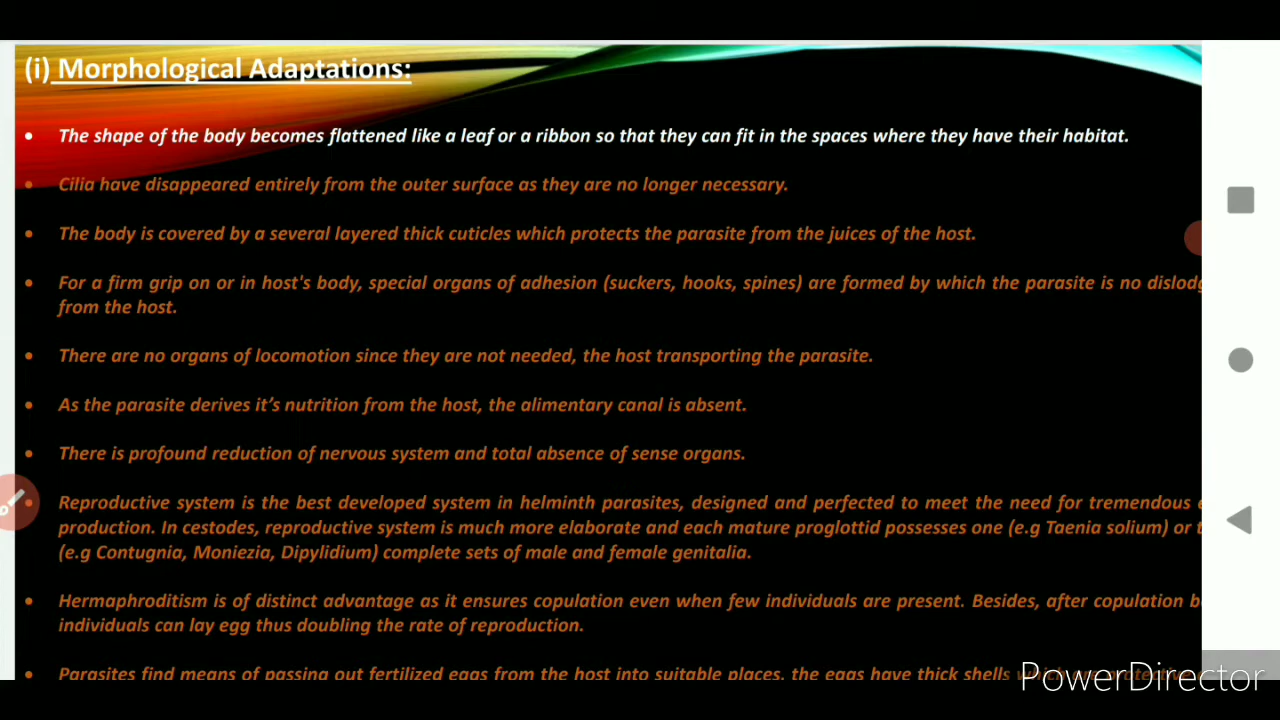 (i) Morphological Adaptations:
• The shape of the body becomes flattened like a leaf or a ribbon so that they can fit in the spaces where they have their habitat.
• Cilia have disappeared entirely from the outer surface as they are no longer necessary.
• The body is covered by a several layered thick cuticles which protects the parasite from the juices of the host.
• For a firm grip on or in host's body, special organs of adhesion (suckers, hooks, spines) are formed by which the parasite is no
from the host.
• There are no organs of locomotion since they are not needed, the host transporting the parasite.
• As the parasite derives it’s nutrition from the host, the alimentary canal is absent.
• There is profound reduction of nervous system and total absence of sense organs.
• Reproductive system is the best developed system in helminth parasites, designed and perfected to meet the need for tremendous
production. In cestodes, reproductive system is much more elaborate and each mature proglottid possesses one (e.g Taenia solium) or
(e.g Contugnia, Moniezia, Dipylidium) complete sets of male and female genitalia.
• Hermaphroditism is of distinct advantage as it ensures copulation even when few individuals are present. Besides, after copulation
individuals can lay egg thus doubling the rate of reproduction.
• Parasites find means of passing out fertilized eggs from the host into suitable places, the eggs have thick shells which are protective
PowerDirector